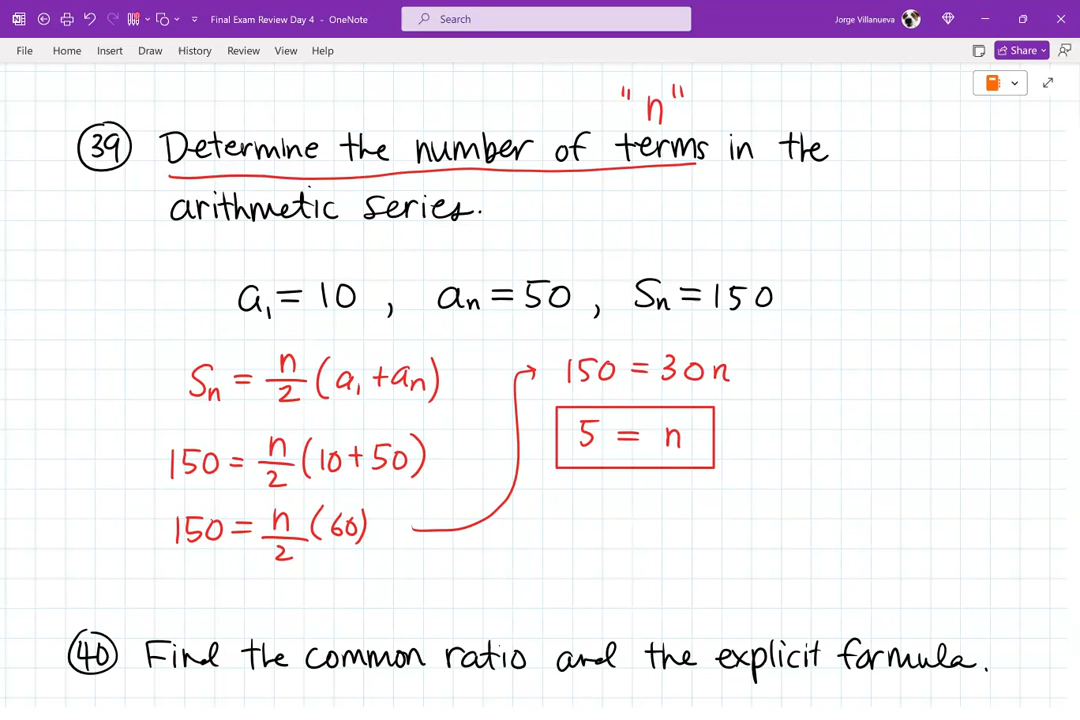 Final Exam Review Day 4 - OneNote
Search
Jorge Villanueva
File Home Insert Draw History Review View Help
Share
"n"
39 Determine the number of terms in the
arithmetic series.
a₁ = 10 , aₙ = 50 , Sₙ = 150
Sₙ = n/2 (a₁ + aₙ)
150 = n/2 (10 + 50)
150 = n/2 (60)
150 = 30n
5 = n
40 Find the common ratio and the explicit formula.